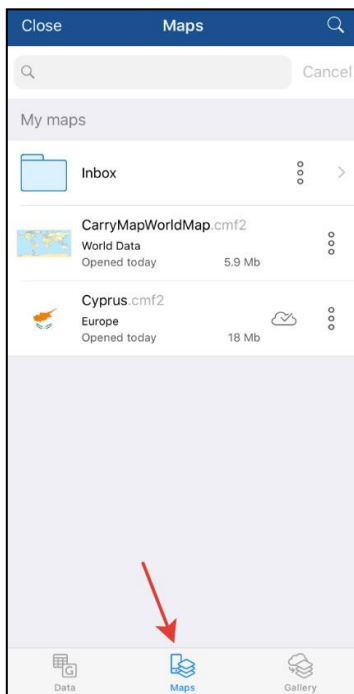 Close Maps
Cancel
My maps
Inbox
CarryMapWorldMap.cmf2
World Data
Opened today 5.9 Mb
Cyprus.cmf2
Europe
Opened today 18 Mb
G
Data Maps Gallery